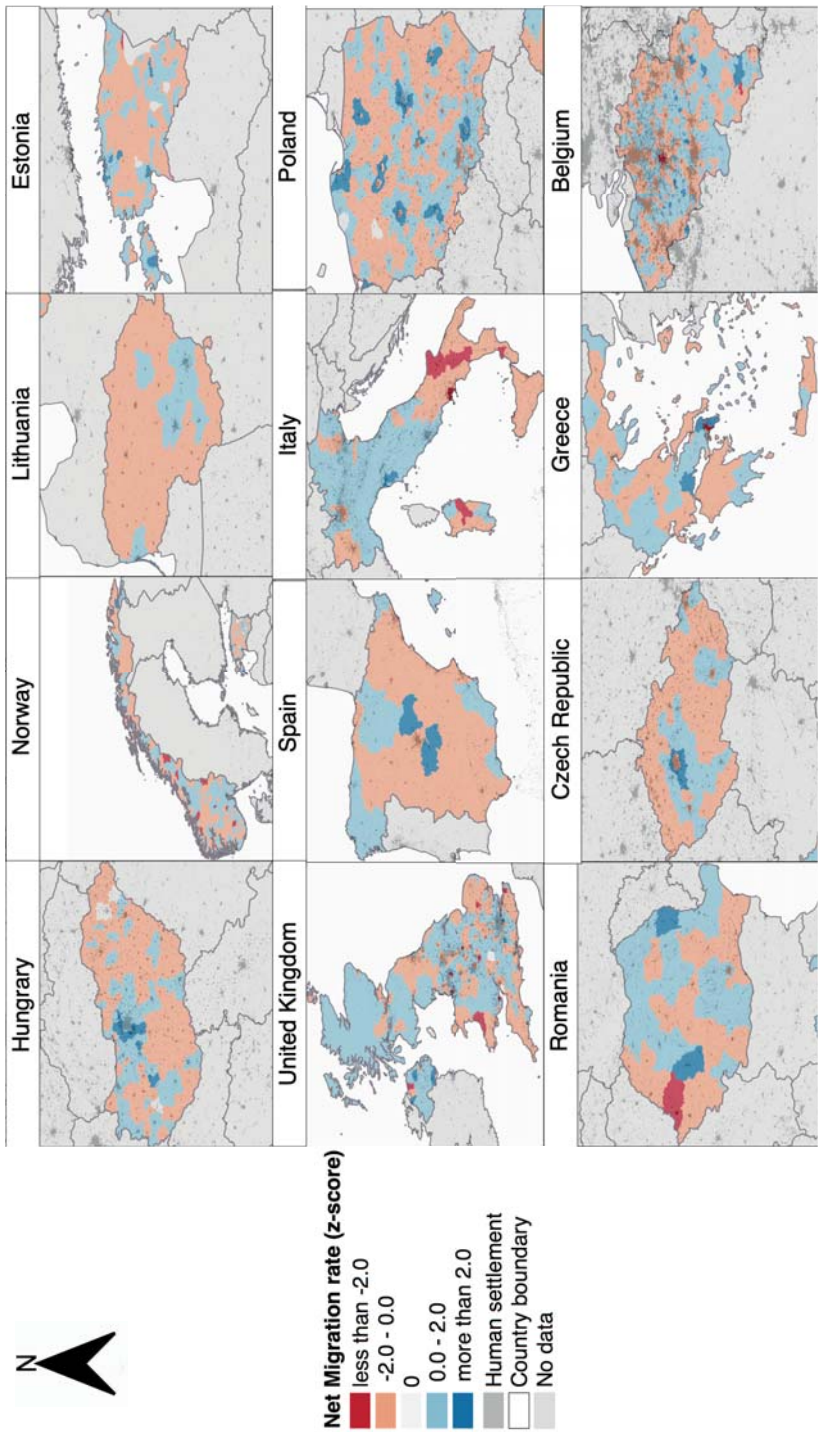 Hungrary
Norway
Lithuania
Estonia
United Kingdom
Spain
Italy
Poland
Romania
Czech Republic
Greece
Belgium
N
Net Migration rate (z-score)
less than -2.0
-2.0 - 0.0
0
0.0 - 2.0
more than 2.0
Human settlement
Country boundary
No data